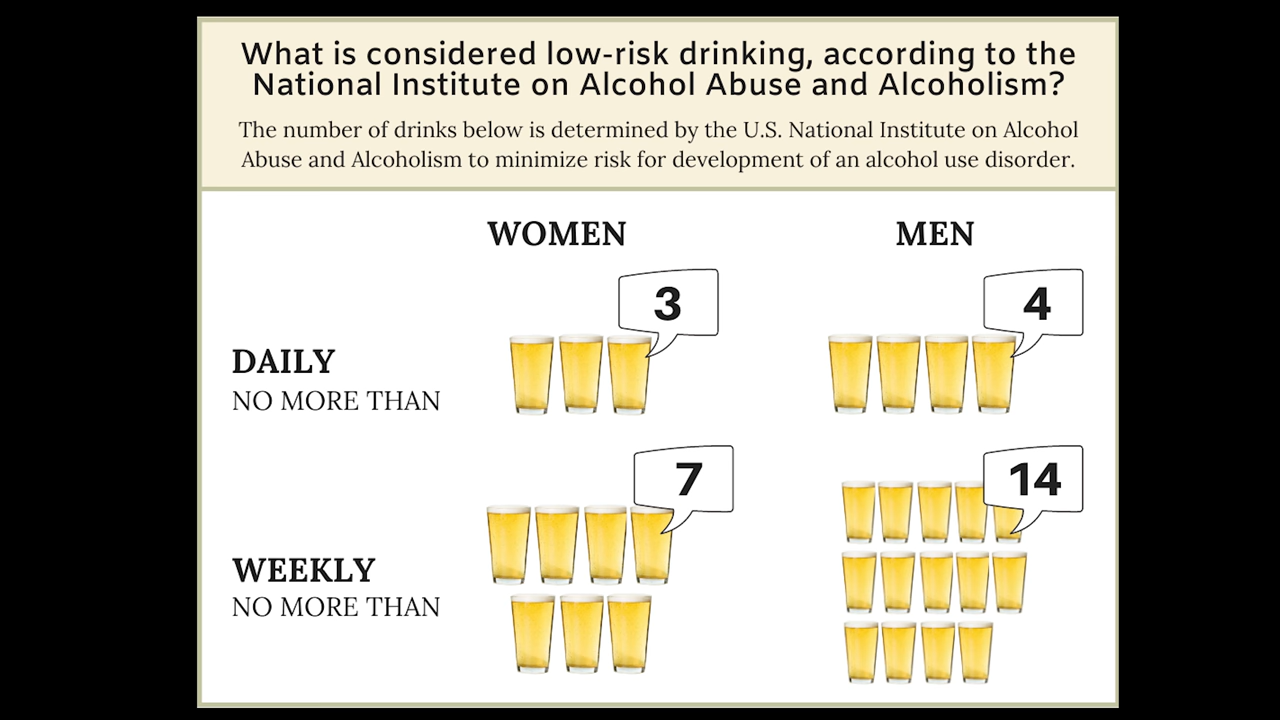 What is considered low-risk drinking, according to the
National Institute on Alcohol Abuse and Alcoholism?
The number of drinks below is determined by the U.S. National Institute on Alcohol
Abuse and Alcoholism to minimize risk for development of an alcohol use disorder.
WOMEN
MEN
3
4
DAILY
NO MORE THAN
7
14
WEEKLY
NO MORE THAN